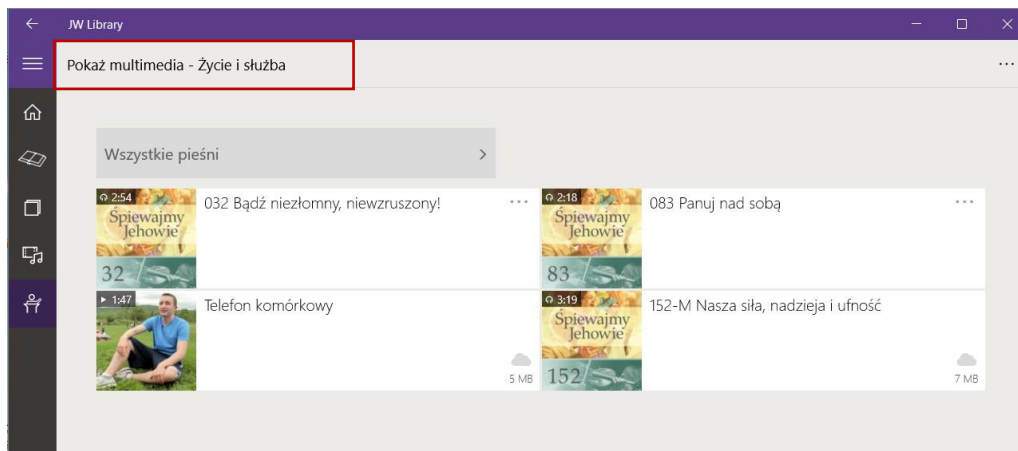 JW Library
Pokaż multimedia - Życie i służba
Wszystkie pieśni
2:54
Śpiewajmy
Jehowie
32
032 Bądź niezłomny, niewzruszony!
2:18
Śpiewajmy
Jehowie
83
083 Panuj nad sobą
1:47
Telefon komórkowy
5 MB
3:19
Śpiewajmy
Jehowie
152
152-M Nasza siła, nadzieja i ufność
7 MB